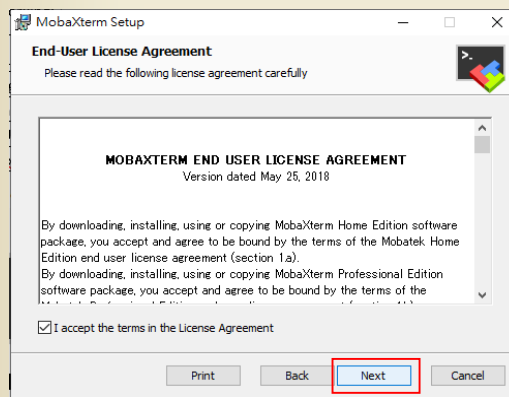 MobaXterm Setup
End-User License Agreement
Please read the following license agreement carefully
>.
MOBAXTERM END USER LICENSE AGREEMENT
Version dated May 25, 2018
By downloading, installing, using or copying MobaXterm Home Edition software
package, you accept and agree to be bound by the terms of the Mobatek Home
Edition end user license agreement (section 1.a).
By downloading, installing, using or copying MobaXterm Professional Edition
software package, you accept and agree to be bound by the terms of the
I accept the terms in the License Agreement
Print
Back
Next
Cancel